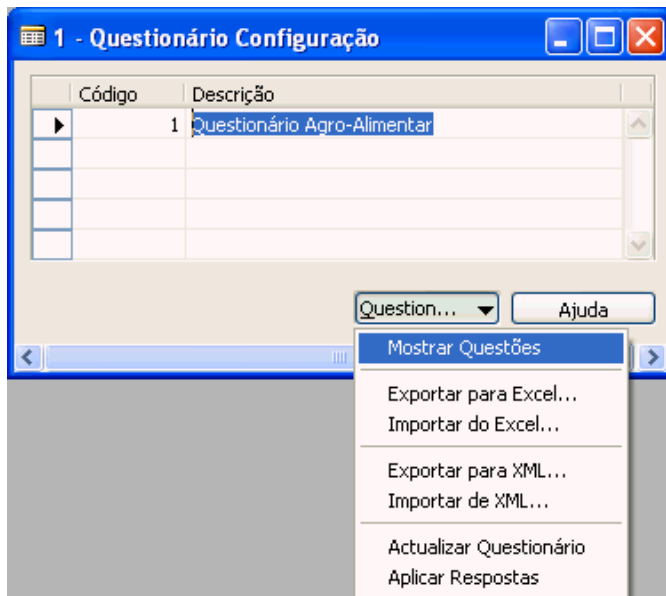 1 - Questionário Configuração
Código Descrição
1 Questionário Agro-Alimentar
Question... Ajuda
Mostrar Questões
Exportar para Excel...
Importar do Excel...
Exportar para XML...
Importar de XML...
Actualizar Questionário
Aplicar Respostas